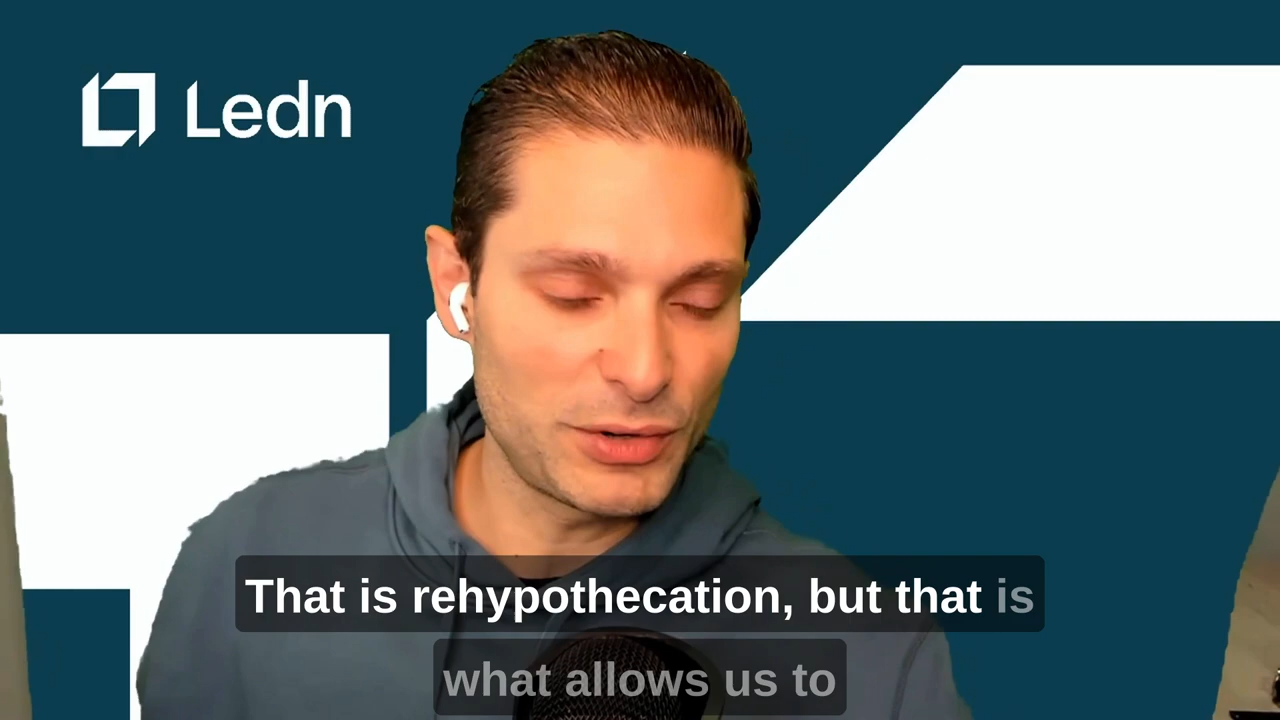 Ledn
That is rehypothecation, but that is
what allows us to